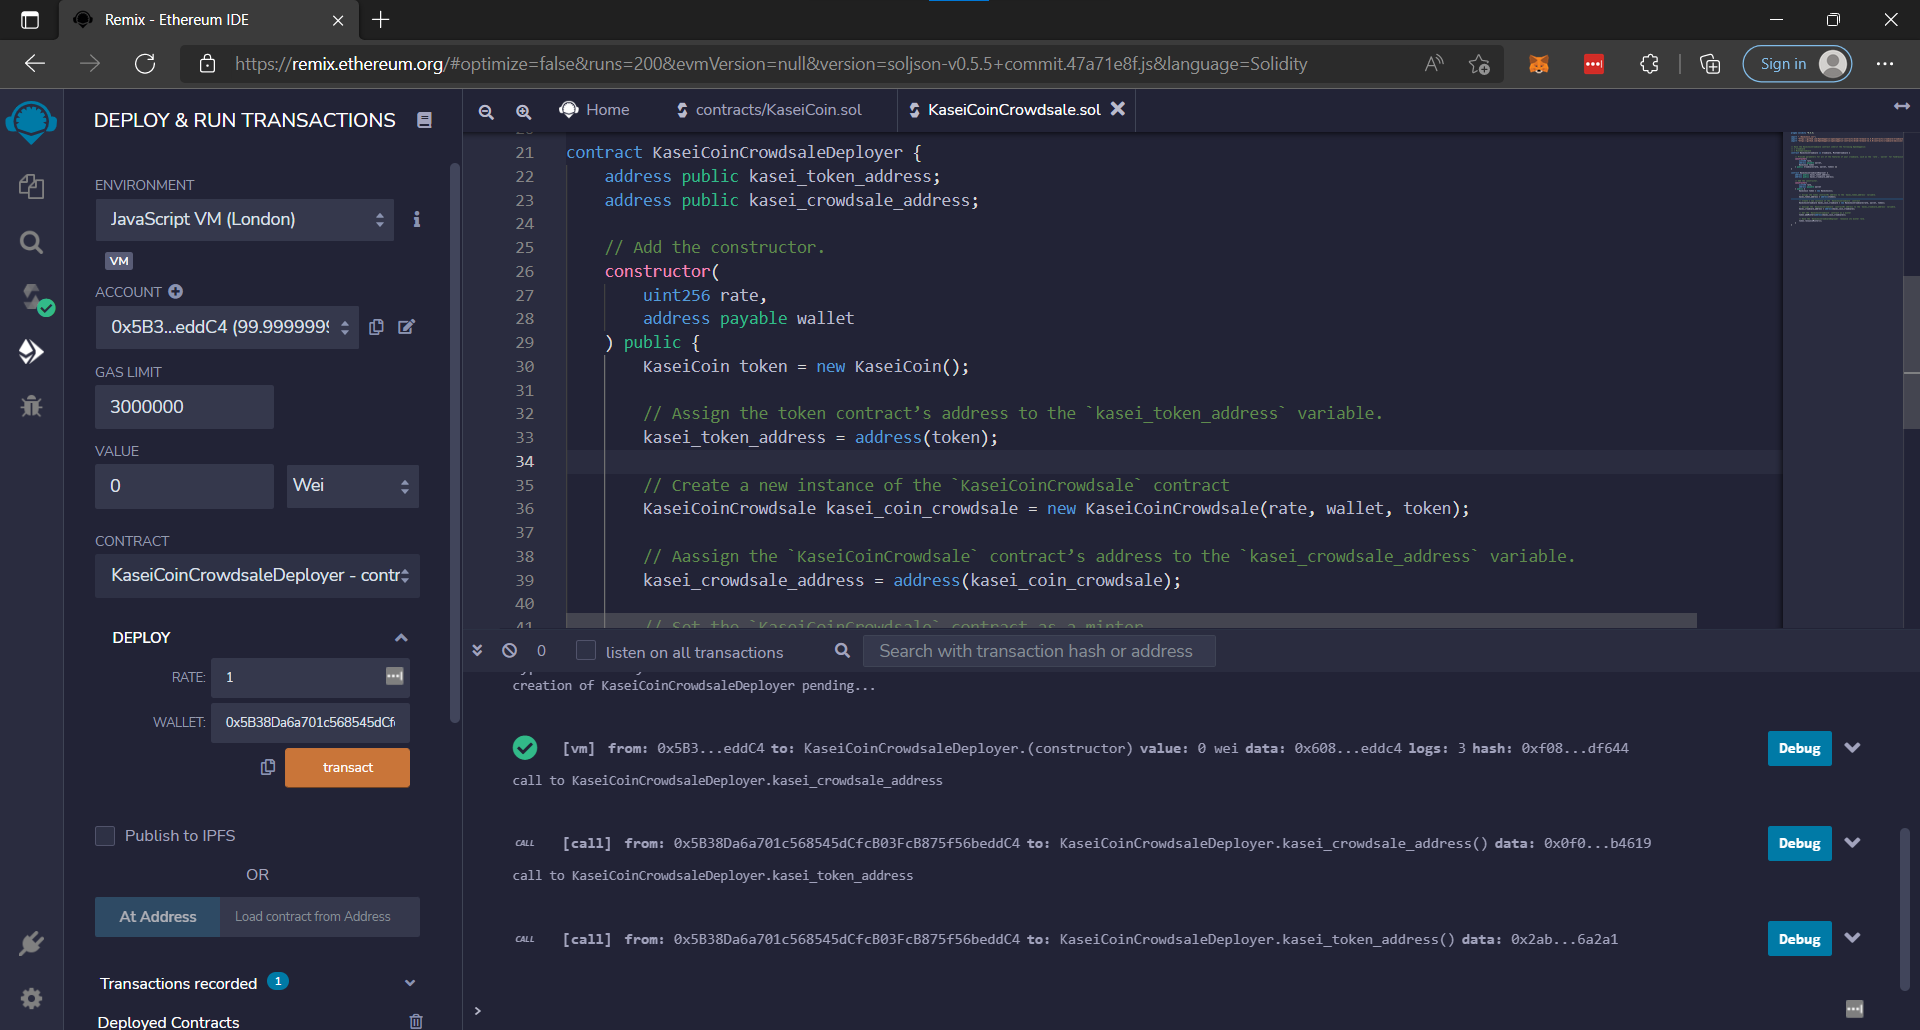 Remix - Ethereum IDE
https://remix.ethereum.org/#optimize=false&runs=200&evmVersion=null&version=soljson-v0.5.5+commit.47a71e8f.js&language=Solidity
Sign in
DEPLOY & RUN TRANSACTIONS
Home
contracts/KaseiCoin.sol
KaseiCoinCrowdsale.sol
ENVIRONMENT
JavaScript VM (London)
VM
ACCOUNT
0x5B3...eddC4 (99.9999999
GAS LIMIT
3000000
VALUE
0
Wei
CONTRACT
KaseiCoinCrowdsaleDeployer - contr
DEPLOY
RATE: 1
WALLET: 0x5B38Da6a701c568545dCf
transact
Publish to IPFS
OR
At Address
Load contract from Address
Transactions recorded 1
Deployed Contracts
21 contract KaseiCoinCrowdsaleDeployer {
22 address public kasei_token_address;
23 address public kasei_crowdsale_address;
24
25 // Add the constructor.
26 constructor(
27 uint256 rate,
28 address payable wallet
29 ) public {
30 KaseiCoin token = new KaseiCoin();
31
32 // Assign the token contract’s address to the `kasei_token_address` variable.
33 kasei_token_address = address(token);
34
35 // Create a new instance of the `KaseiCoinCrowdsale` contract
36 KaseiCoinCrowdsale kasei_coin_crowdsale = new KaseiCoinCrowdsale(rate, wallet, token);
37
38 // Aassign the `KaseiCoinCrowdsale` contract’s address to the `kasei_crowdsale_address` variable.
39 kasei_crowdsale_address = address(kasei_coin_crowdsale);
40
41 // Set the `KaseiCoinCrowdsale` contract as a minter
0
listen on all transactions
Search with transaction hash or address
creation of KaseiCoinCrowdsaleDeployer pending...
[vm] from: 0x5B3...eddC4 to: KaseiCoinCrowdsaleDeployer.(constructor) value: 0 wei data: 0x608...eddc4 logs: 3 hash: 0xf08...df644
Debug
call to KaseiCoinCrowdsaleDeployer.kasei_crowdsale_address
CALL [call] from: 0x5B38Da6a701c568545dCfcB03FcB875f56beddC4 to: KaseiCoinCrowdsaleDeployer.kasei_crowdsale_address() data: 0x0f0...b4619
Debug
call to KaseiCoinCrowdsaleDeployer.kasei_token_address
CALL [call] from: 0x5B38Da6a701c568545dCfcB03FcB875f56beddC4 to: KaseiCoinCrowdsaleDeployer.kasei_token_address() data: 0x2ab...6a2a1
Debug
>